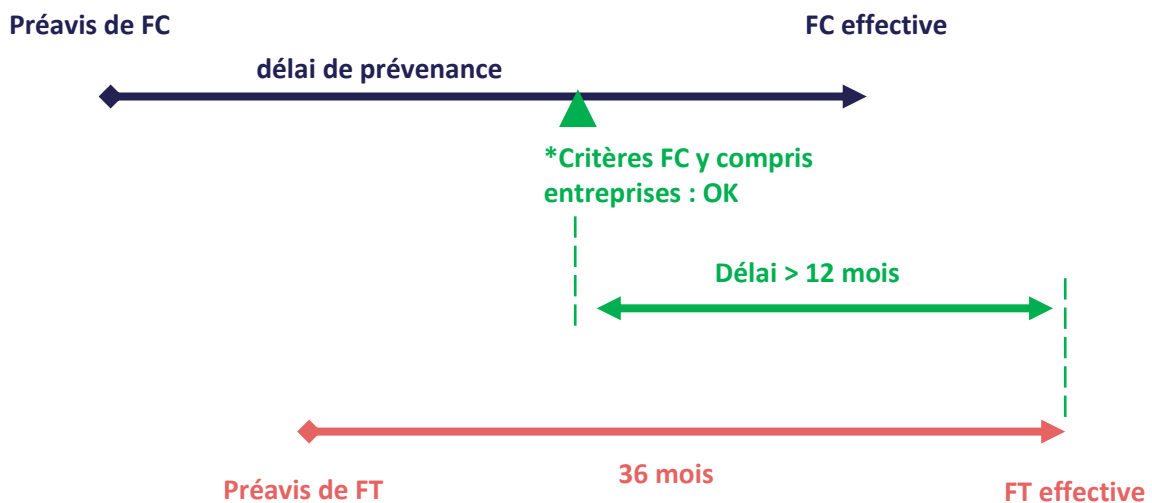 Préavis de FC
FC effective
délai de prévenance
*Critères FC y compris
entreprises : OK
Délai > 12 mois
36 mois
Préavis de FT
FT effective